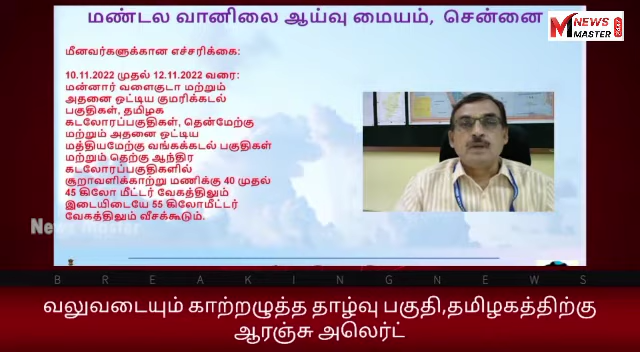 மண்டல வானிலை ஆய்வு மையம், சென்னை
M NEWS
MASTER
மீனவர்களுக்கான எச்சரிக்கை:
10.11.2022 முதல் 12.11.2022 வரை:
மன்னார் வளைகுடா மற்றும்
அதனை ஒட்டிய குமரிக்கடல்
பகுதிகள், தமிழக
கடலோரப்பகுதிகள், தென்மேற்கு
மற்றும் அதனை ஒட்டிய
மத்தியமேற்கு வங்கக்கடல் பகுதிகள்
மற்றும் தெற்கு ஆந்திர
கடலோரப்பகுதிகளில்
சூறாவளிக்காற்று மணிக்கு 40 முதல்
45 கிலோ மீட்டர் வேகத்திலும்
இடையிடையே 55 கிலோமீட்டர்
வேகத்திலும் வீசக்கூடும்.
News Master
BREAKING NEWS
வலுவடையும் காற்றழுத்த தாழ்வு பகுதி,தமிழகத்திற்கு
ஆரஞ்சு அலெர்ட்